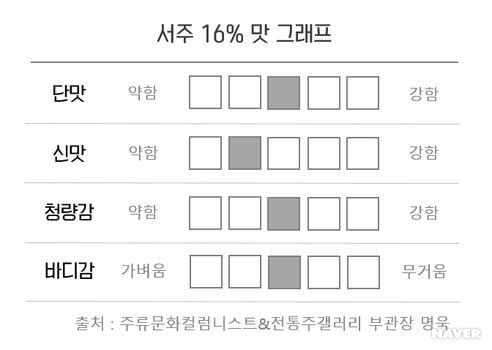 서주 16% 맛 그래프
단맛 약함 강함
신맛 약함 강함
청량감 약함 강함
바디감 가벼움 무거움
출처 : 주류문화컬럼니스트&전통주갤러리 부관장 명욱
NAVER